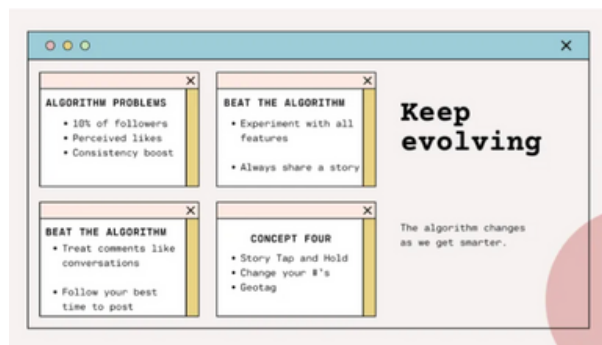 ALGORITHM PROBLEMS
• 10% of followers
• Perceived likes
• Consistency boost
BEAT THE ALGORITHM
• Experiment with all
features
• Always share a story
BEAT THE ALGORITHM
• Treat comments like
conversations
• Follow your best
time to post
CONCEPT FOUR
• Story Tap and Hold
• Change your #'s
• Geotag
Keep
evolving
The algorithm changes
as we get smarter.